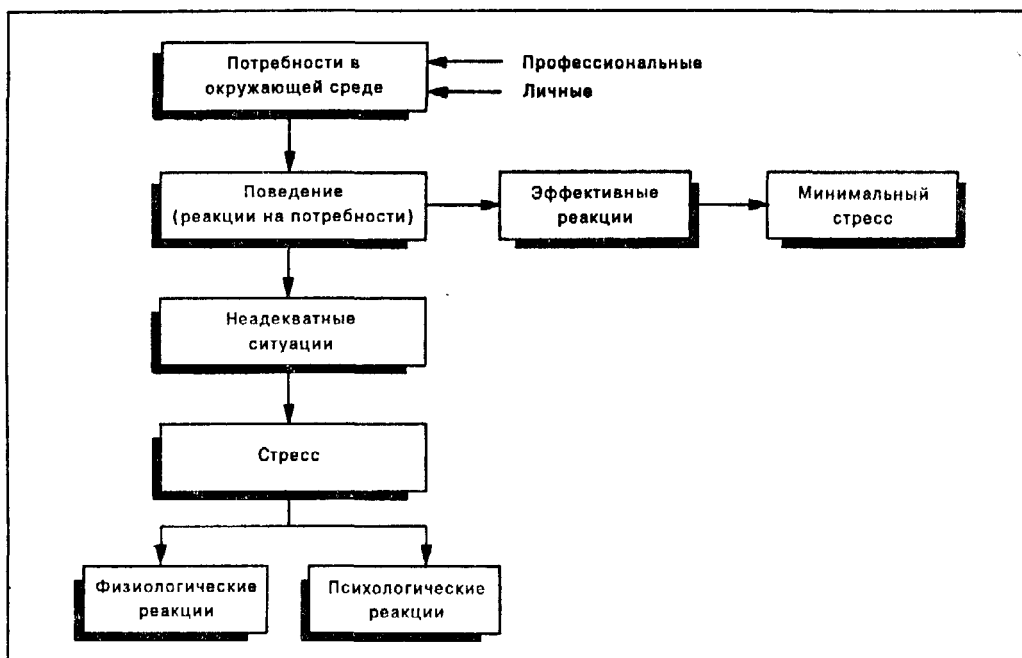 Потребности в
окружающей среде
Профессиональные
Личные
Поведение
(реакции на потребности)
Эффективные
реакции
Минимальный
стресс
Неадекватные
ситуации
Стресс
Физиологические
реакции
Психологические
реакции